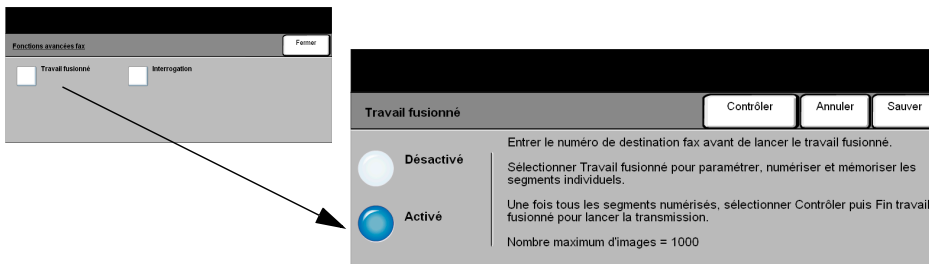 Fonctions avancées fax
Fermer
Travail fusionné
Interrogation
Travail fusionné
Contrôler
Annuler
Sauver
Désactivé
Activé
Entrer le numéro de destination fax avant de lancer le travail fusionné.
Sélectionner Travail fusionné pour paramétrer, numériser et mémoriser les
segments individuels.
Une fois tous les segments numérisés, sélectionner Contrôler puis Fin travail
fusionné pour lancer la transmission.
Nombre maximum d'images = 1000